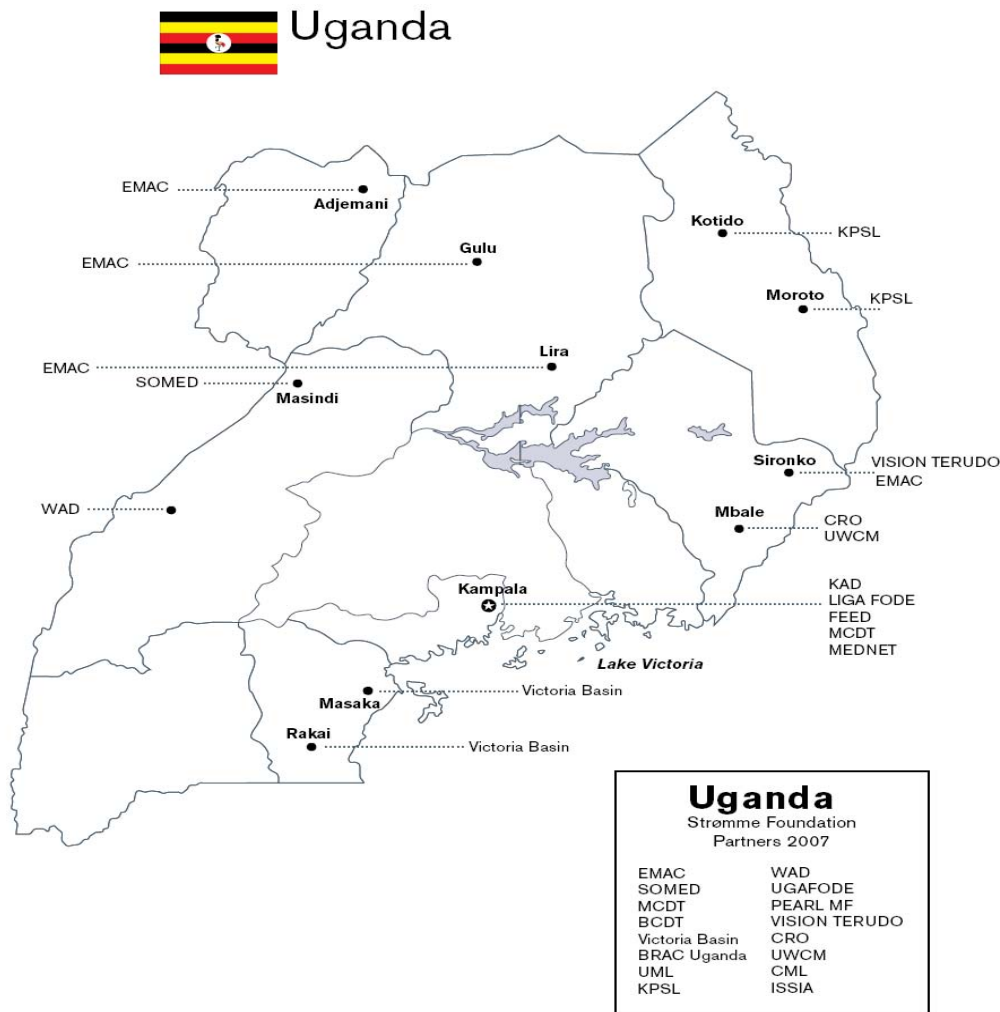 Uganda
EMAC
Adjemani
Kotido
KPSL
Gulu
EMAC
Moroto
KPSL
Lira
EMAC
SOMED
Masindi
Sironko
VISION TERUDO
EMAC
WAD
Mbale
CRO
UWCM
Kampala
KAD
LIGA FODE
FEED
MCDT
MEDNET
Lake Victoria
Masaka
Victoria Basin
Rakai
Victoria Basin
Uganda
Strømme Foundation
Partners 2007
EMAC
SOMED
MCDT
BCDT
Victoria Basin
BRAC Uganda
UML
KPSL
WAD
UGAFODE
PEARL MF
VISION TERUDO
CRO
UWCM
CML
ISSIA